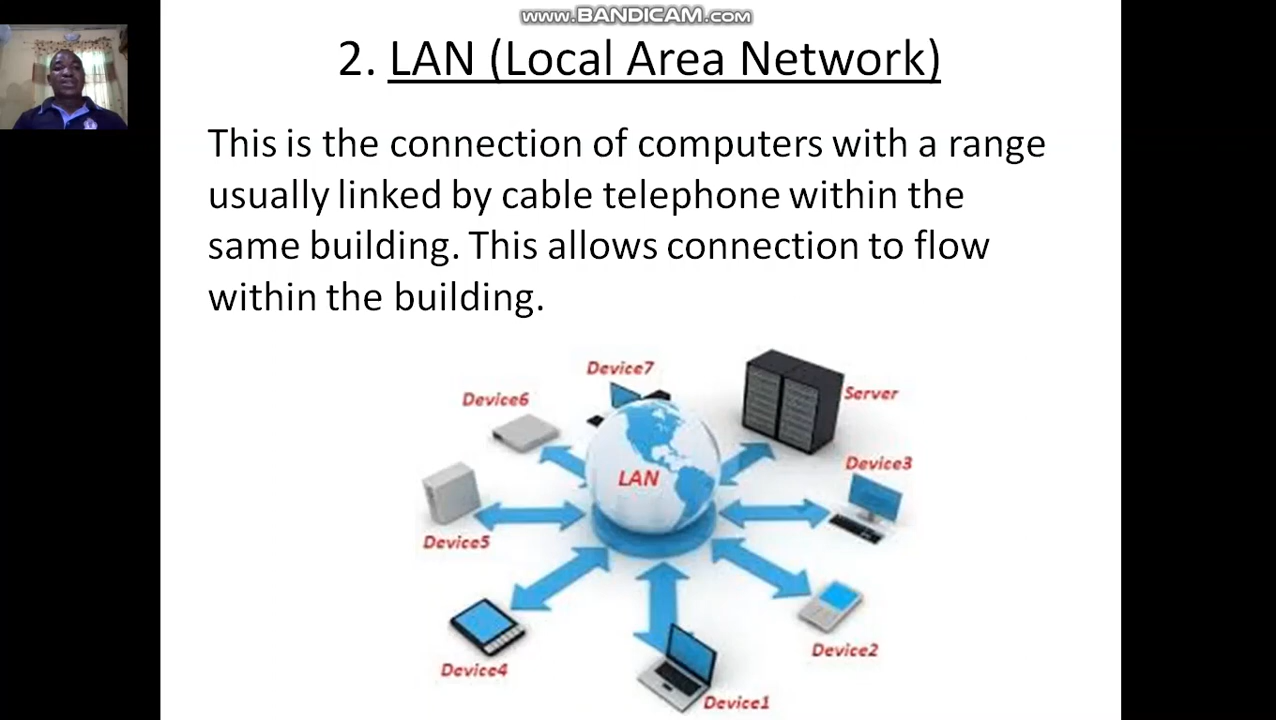 www.BANDICAM.com
2. LAN (Local Area Network)
This is the connection of computers with a range
usually linked by cable telephone within the
same building. This allows connection to flow
within the building.
Device7
Device6
Server
LAN
Device3
Device5
Device2
Device4
Device1